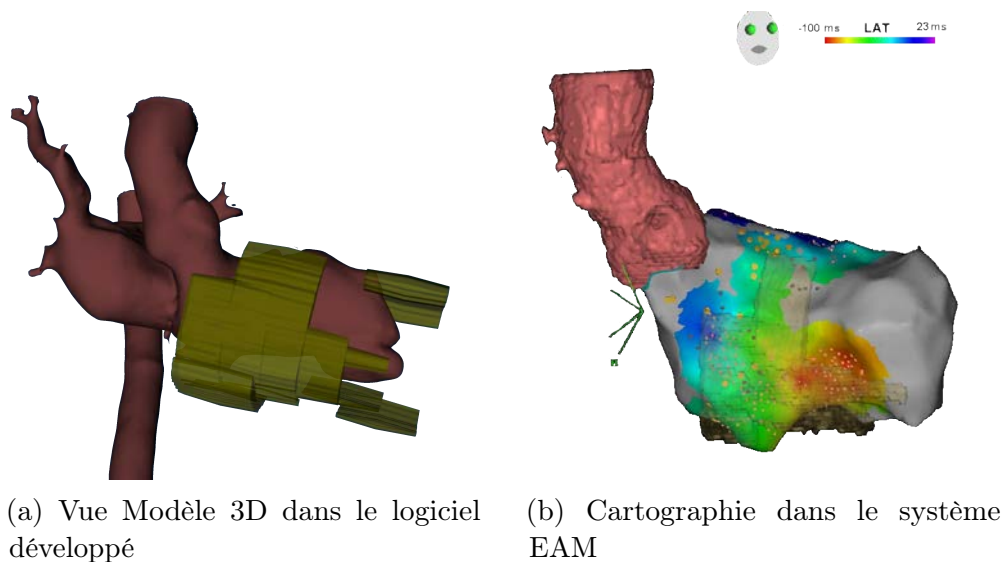 -100 ms LAT 23 ms
(a) Vue Modèle 3D dans le logiciel
développé
(b) Cartographie dans le système
EAM